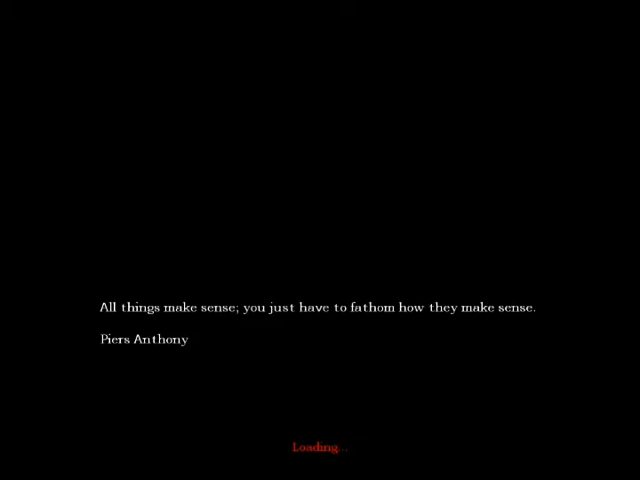 All things make sense; you just have to fathom how they make sense.
Piers Anthony
Loading...